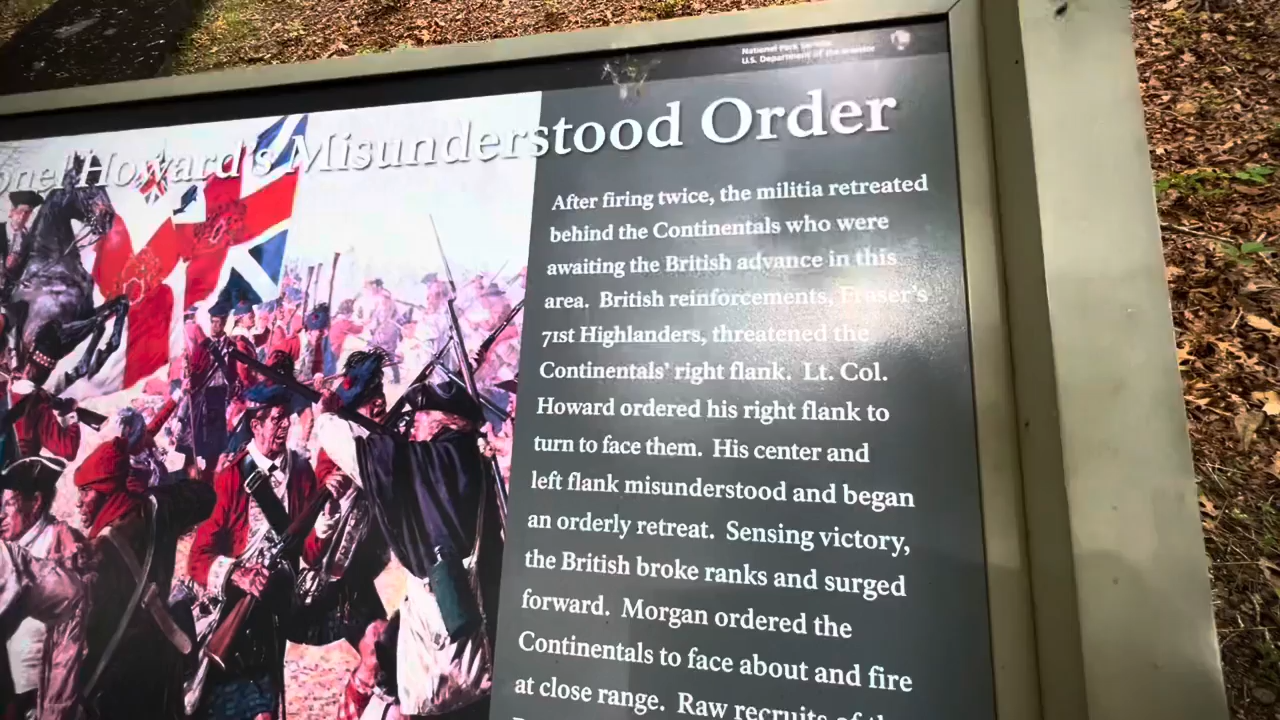 National Park Service
U.S. Department of the Interior
onel Howard's Misunderstood Order
After firing twice, the militia retreated
behind the Continentals who were
awaiting the British advance in this
area. British reinforcements, Fraser's
71st Highlanders, threatened the
Continentals' right flank. Lt. Col.
Howard ordered his right flank to
turn to face them. His center and
left flank misunderstood and began
an orderly retreat. Sensing victory,
the British broke ranks and surged
forward. Morgan ordered the
Continentals to face about and fire
at close range. Raw recruits of